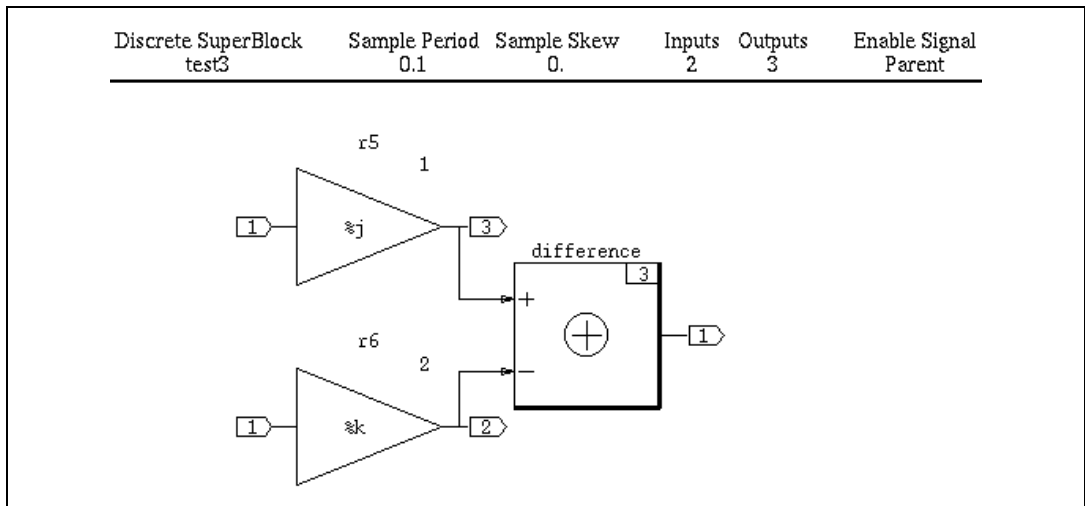 Discrete SuperBlock Sample Period Sample Skew Inputs Outputs Enable Signal
test3 0.1 0. 2 3 Parent
r5
1
1 %j 3
difference
3
+
r6
2
−
1
1 %k 2